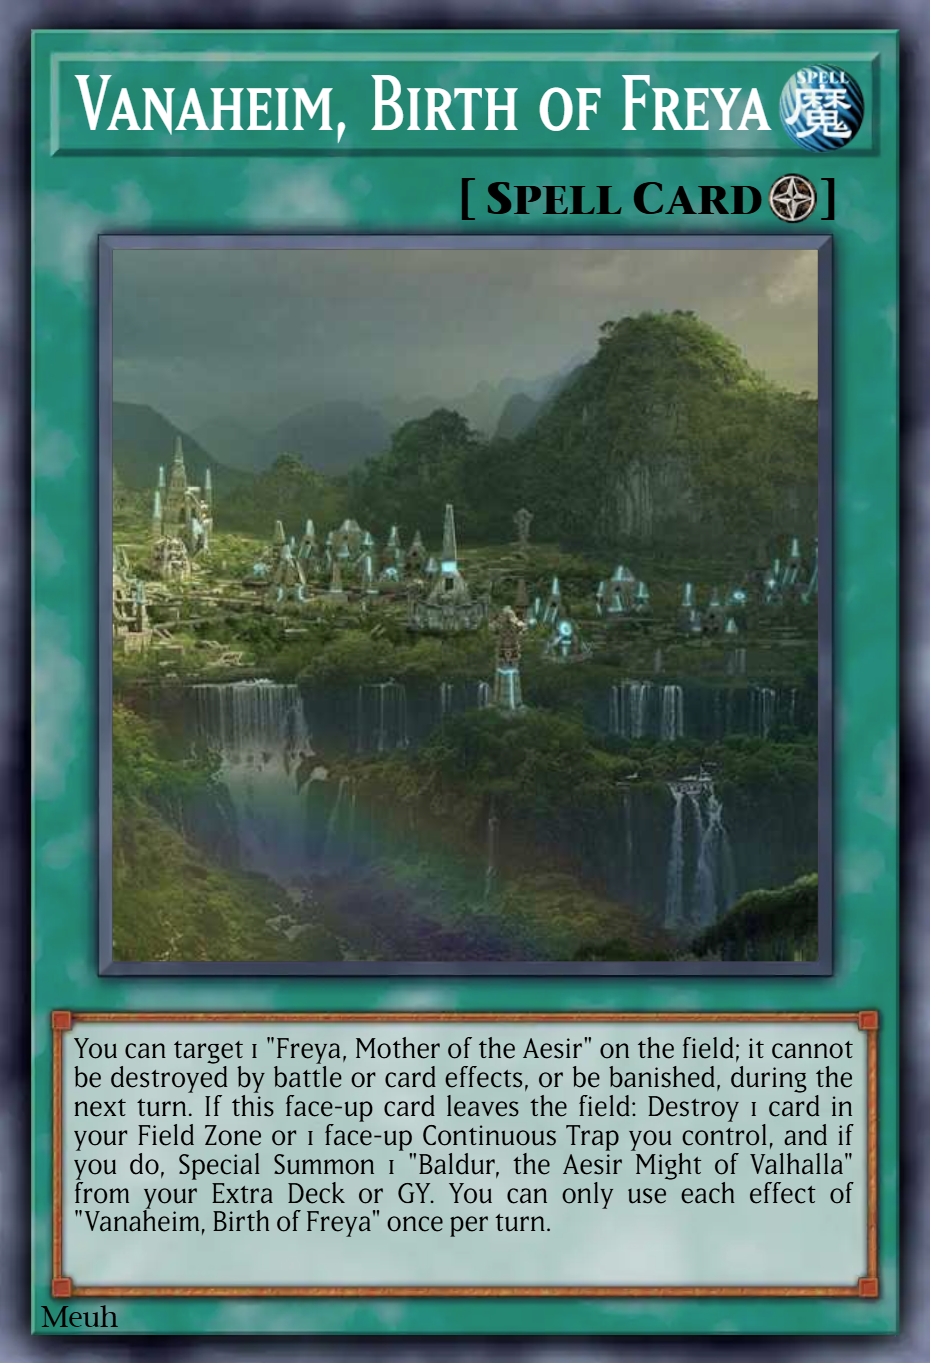 Vanaheim, Birth of Freya
SPELL
魔
[ Spell Card ]
You can target 1 "Freya, Mother of the Aesir" on the field; it cannot
be destroyed by battle or card effects, or be banished, during the
next turn. If this face-up card leaves the field: Destroy 1 card in
your Field Zone or 1 face-up Continuous Trap you control, and if
you do, Special Summon 1 "Baldur, the Aesir Might of Valhalla"
from your Extra Deck or GY. You can only use each effect of
"Vanaheim, Birth of Freya" once per turn.
Meuh